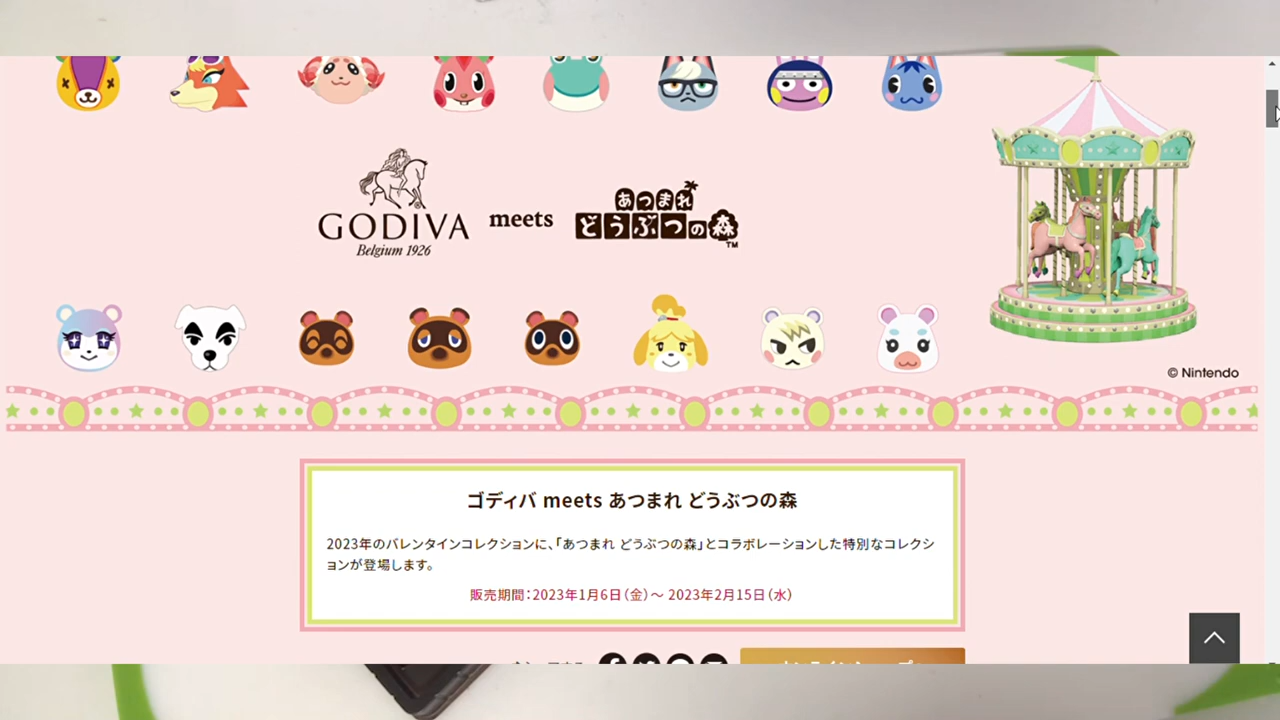 GODIVA
Belgium 1926
meets
あつまれ
どうぶつの森
TM
© Nintendo
ゴディバ meets あつまれ どうぶつの森
2023年のバレンタインコレクションに、「あつまれ どうぶつの森」とコラボレーションした特別なコレクシ
ョンが登場します。
販売期間：2023年1月6日（金）～ 2023年2月15日（水）